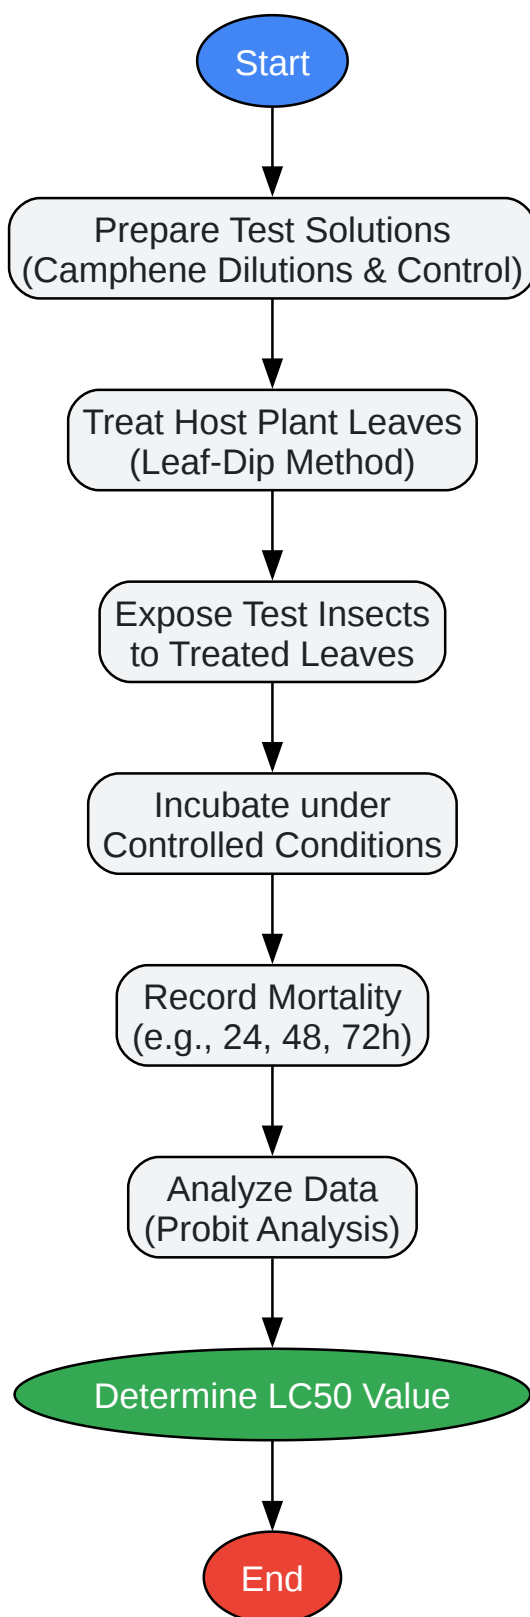 Start
Prepare Test Solutions
(Camphene Dilutions & Control)
Treat Host Plant Leaves
(Leaf-Dip Method)
Expose Test Insects
to Treated Leaves
Incubate under
Controlled Conditions
Record Mortality
(e.g., 24, 48, 72h)
Analyze Data
(Probit Analysis)
Determine LC50 Value
End